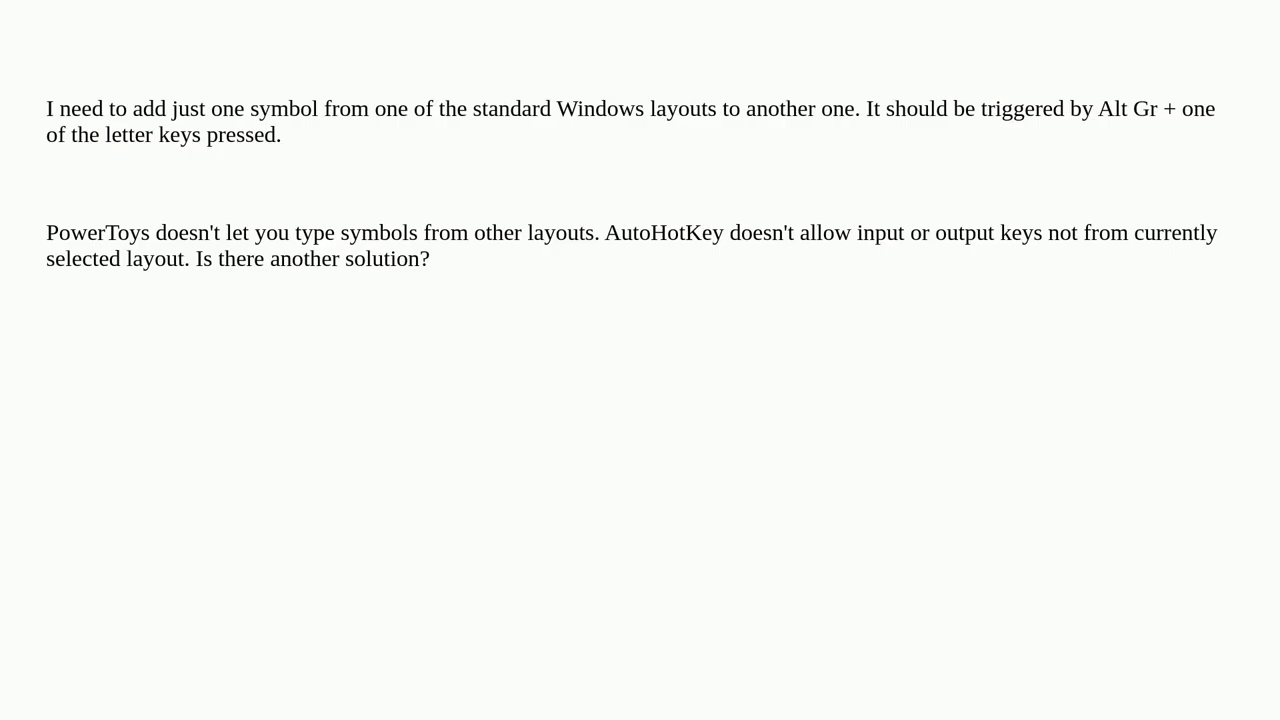 I need to add just one symbol from one of the standard Windows layouts to another one. It should be triggered by Alt Gr + one
of the letter keys pressed.
PowerToys doesn't let you type symbols from other layouts. AutoHotKey doesn't allow input or output keys not from currently
selected layout. Is there another solution?